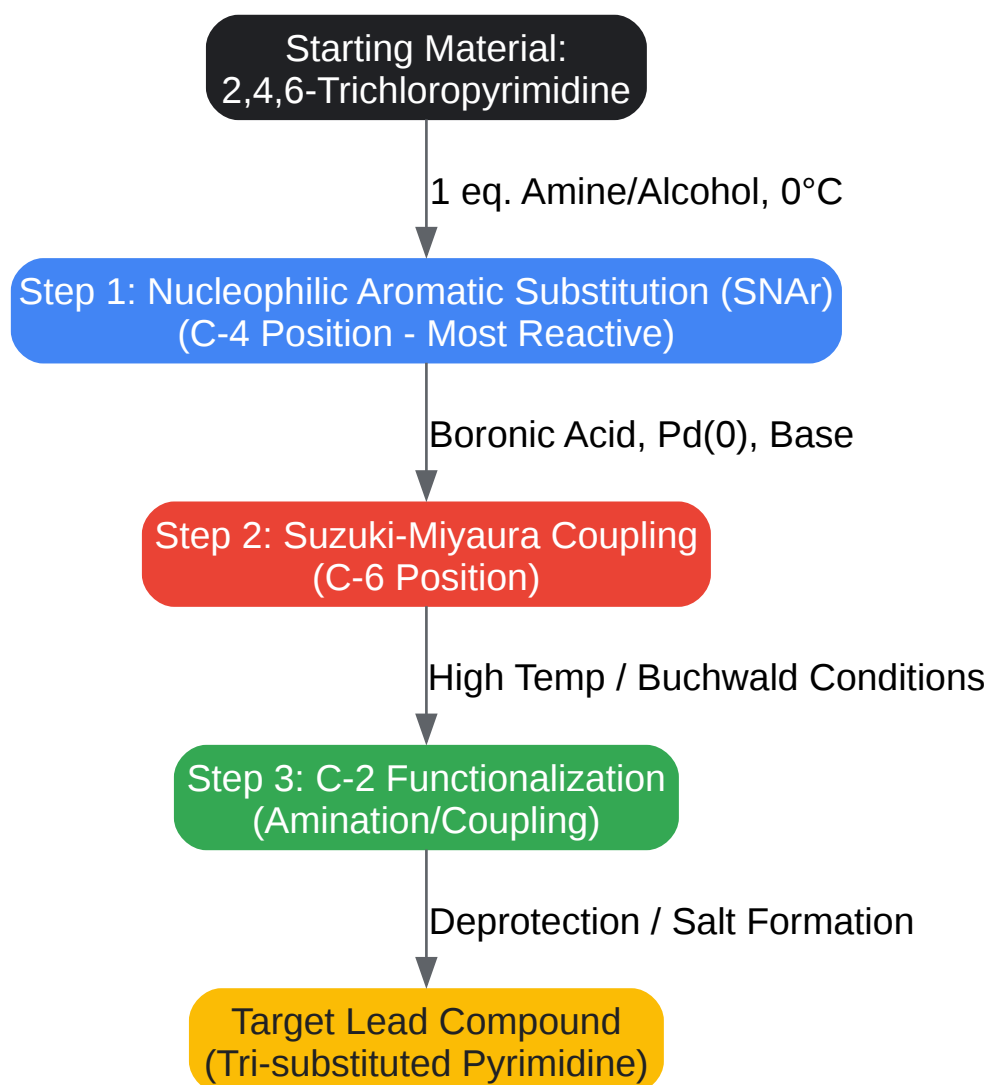 Starting Material:
2,4,6-Trichloropyrimidine
1 eq. Amine/Alcohol, 0°C
Step 1: Nucleophilic Aromatic Substitution (SNAr)
(C-4 Position - Most Reactive)
Boronic Acid, Pd(0), Base
Step 2: Suzuki-Miyaura Coupling
(C-6 Position)
High Temp / Buchwald Conditions
Step 3: C-2 Functionalization
(Amination/Coupling)
Deprotection / Salt Formation
Target Lead Compound
(Tri-substituted Pyrimidine)